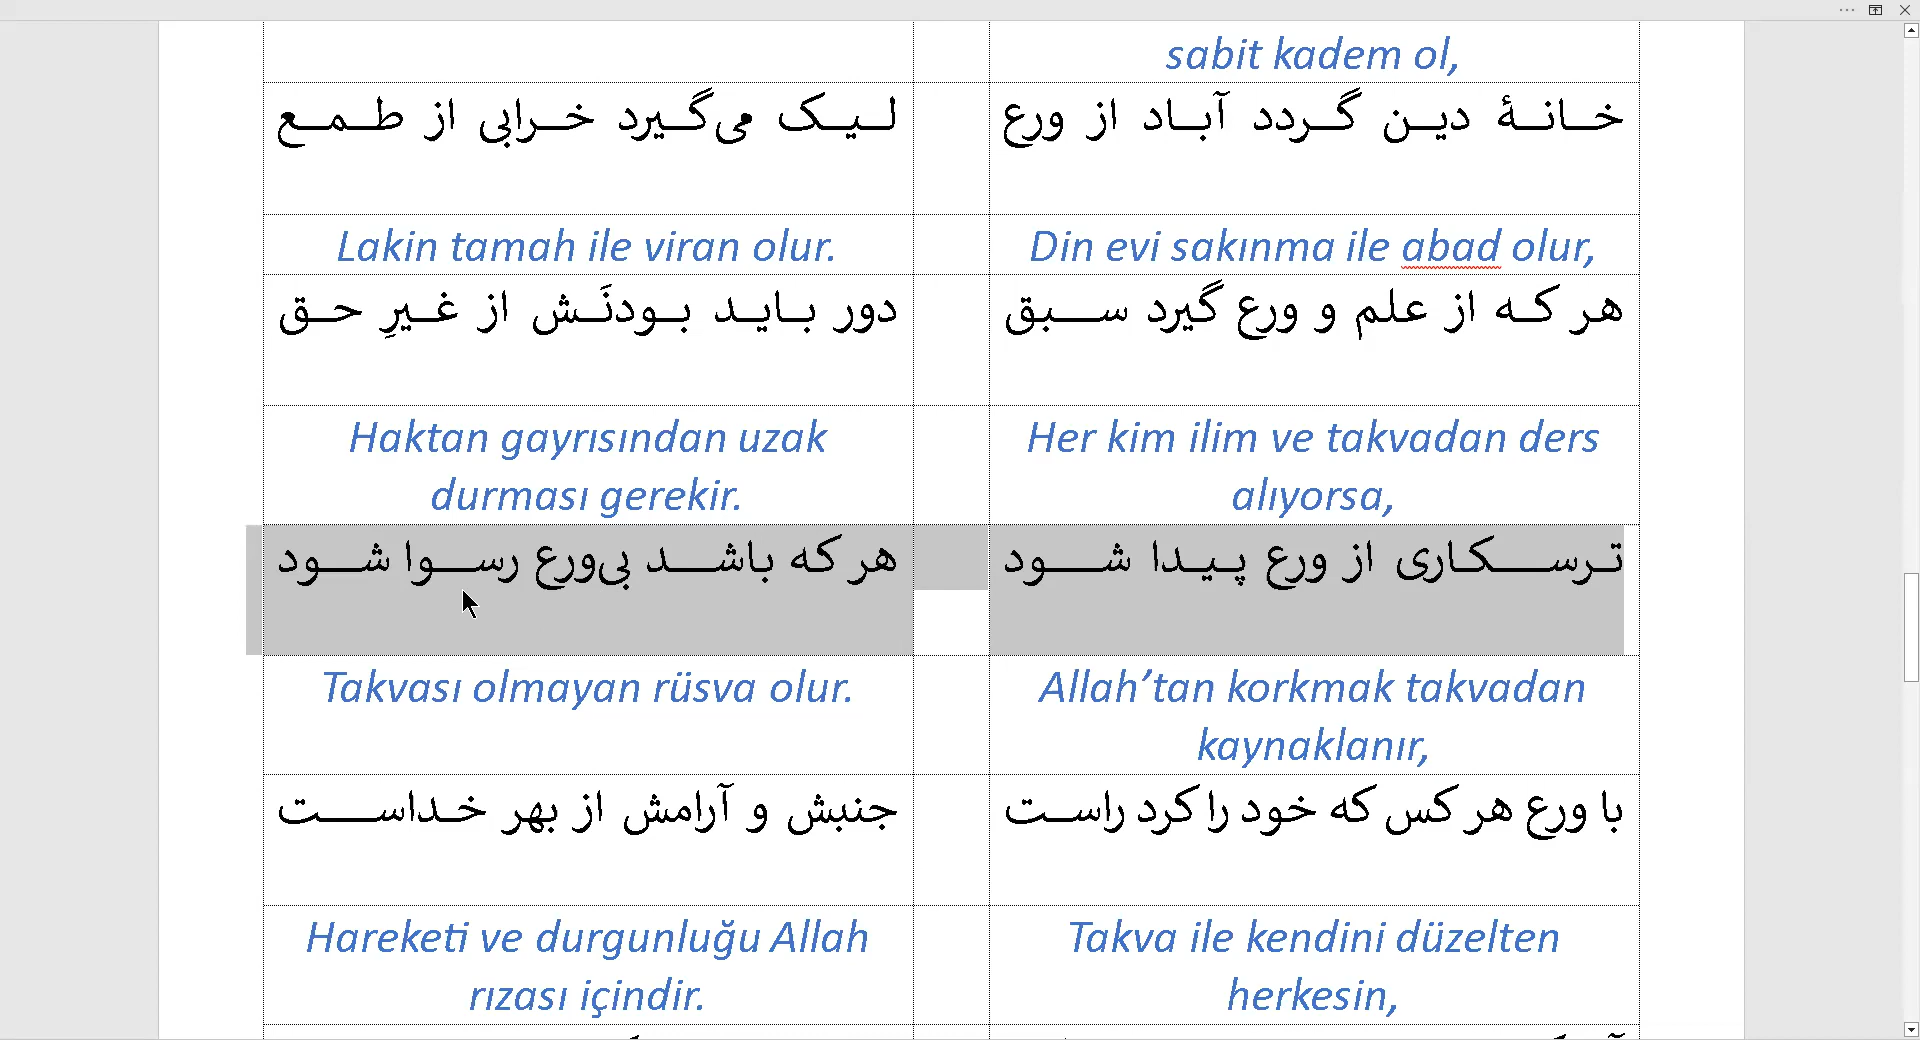 sabit kadem ol,
خانهٔ دین گردد آباد از ورع
لیک می‌گیرد خرابی از طمع
Din evi sakınma ile abad olur,
Lakin tamah ile viran olur.
هر که از علم و ورع گیرد سبق
دور باید بودنَش از غیرِ حق
Her kim ilim ve takvadan ders
alıyorsa,
Haktan gayrısından uzak
durması gerekir.
ترسکاری از ورع پیدا شود
هر که باشد بی‌ورع رسوا شود
Allah’tan korkmak takvadan
kaynaklanır,
Takvası olmayan rüsva olur.
با ورع هر کس که خود را کرد راست
جنبش و آرامش از بهر خداست
Takva ile kendini düzelten
herkesin,
Hareketi ve durgunluğu Allah
rızası içindir.